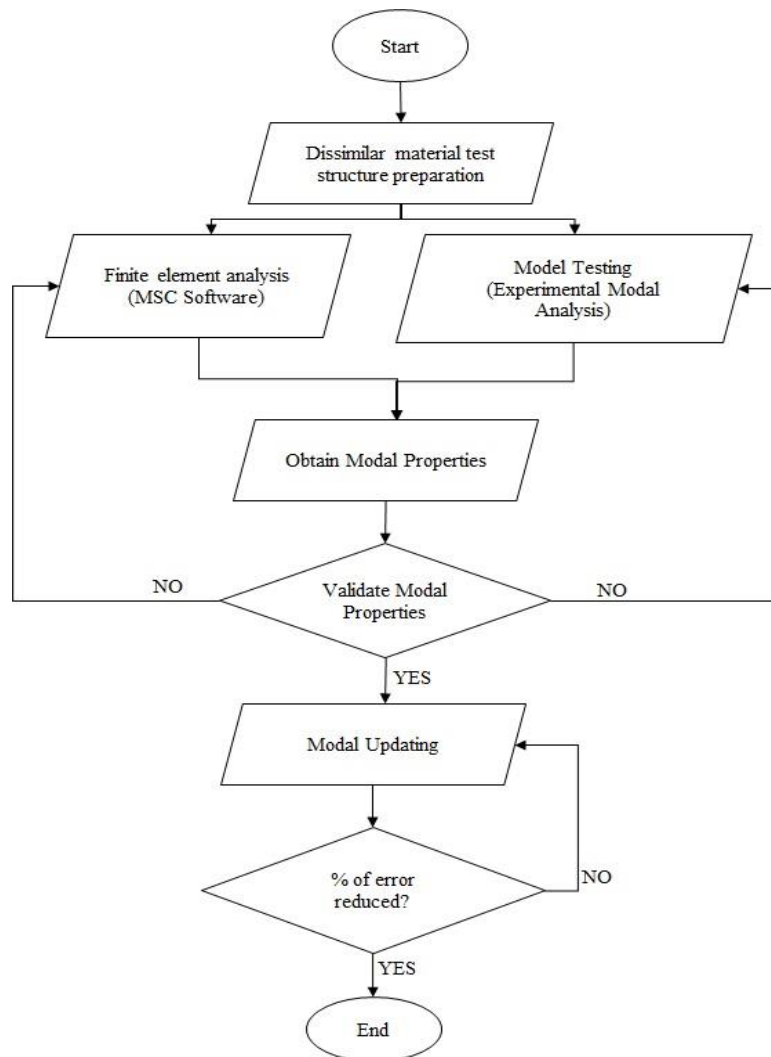 Start
Dissimilar material test
structure preparation
Finite element analysis
(MSC Software)
Model Testing
(Experimental Modal
Analysis)
Obtain Modal Properties
NO
Validate Modal
Properties
NO
YES
Modal Updating
% of error
reduced?
NO
YES
End